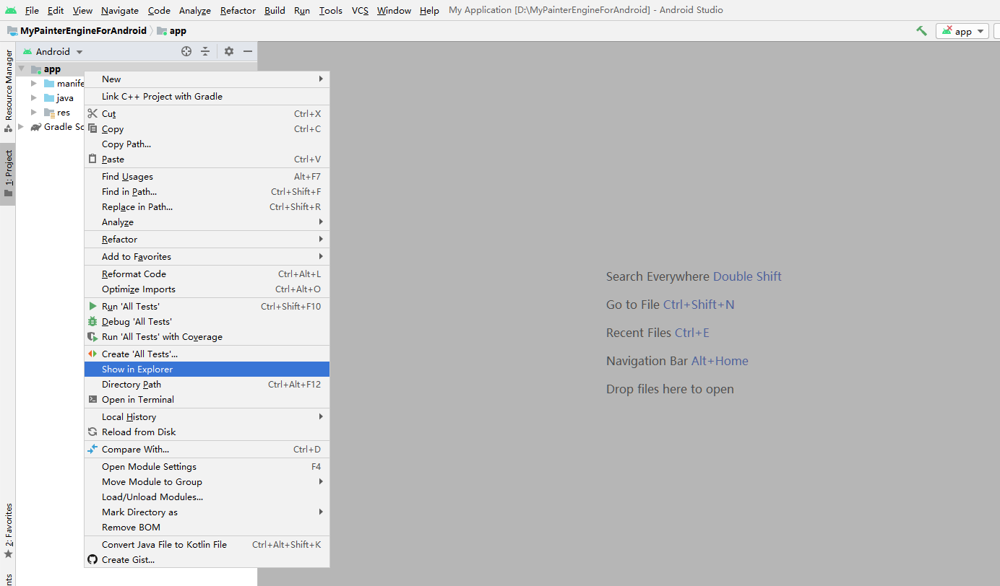 File Edit View Navigate Code Analyze Refactor Build Run Tools VCS Window Help My Application [D:\MyPainterEngineForAndroid] - Android Studio
MyPainterEngineForAndroid app
app
Resource Manager
1: Project
2: Favorites
Android
app
manife
java
res
Gradle Sc
New
Link C++ Project with Gradle
Cut Ctrl+X
Copy Ctrl+C
Copy Path...
Paste Ctrl+V
Find Usages Alt+F7
Find in Path... Ctrl+Shift+F
Replace in Path... Ctrl+Shift+R
Analyze
Refactor
Add to Favorites
Reformat Code Ctrl+Alt+L
Optimize Imports Ctrl+Alt+O
Run 'All Tests' Ctrl+Shift+F10
Debug 'All Tests'
Run 'All Tests' with Coverage
Create 'All Tests'...
Show in Explorer
Directory Path Ctrl+Alt+F12
Open in Terminal
Local History
Reload from Disk
Compare With... Ctrl+D
Open Module Settings F4
Move Module to Group
Load/Unload Modules...
Mark Directory as
Remove BOM
Convert Java File to Kotlin File Ctrl+Alt+Shift+K
Create Gist...
Search Everywhere Double Shift
Go to File Ctrl+Shift+N
Recent Files Ctrl+E
Navigation Bar Alt+Home
Drop files here to open